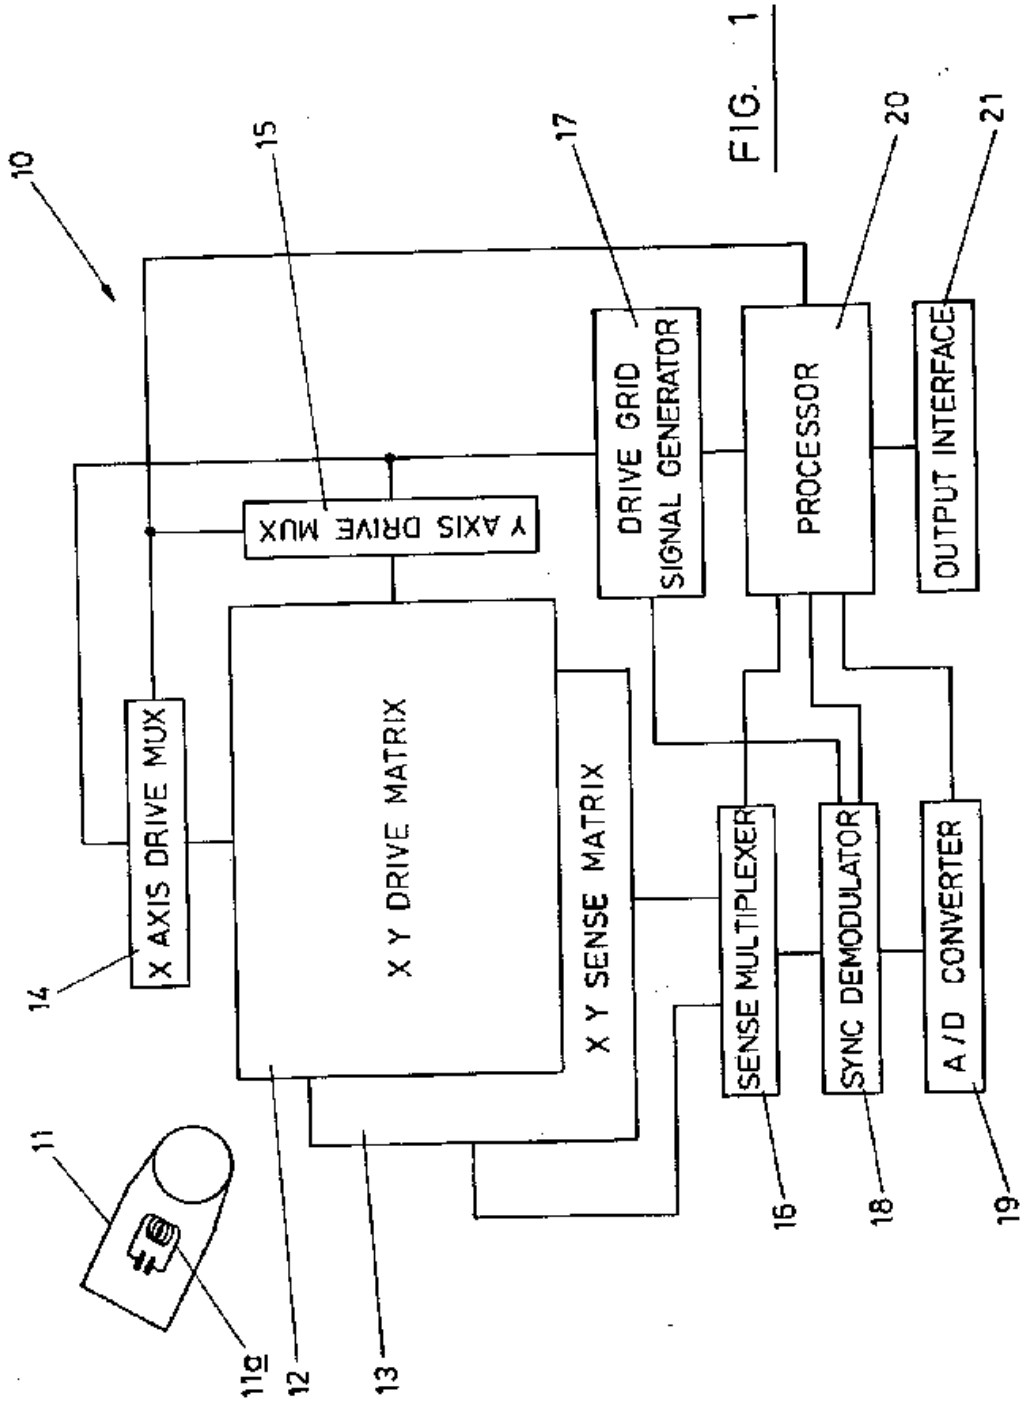 10
15
17
FIG. 1
20
21
14
X AXIS DRIVE MUX
Y AXIS DRIVE MUX
DRIVE GRID
SIGNAL GENERATOR
PROCESSOR
OUTPUT INTERFACE
X Y DRIVE MATRIX
X Y SENSE MATRIX
SENSE MULTIPLEXER
SYNC DEMODULATOR
A/D CONVERTER
11
11a
12
13
16
18
19